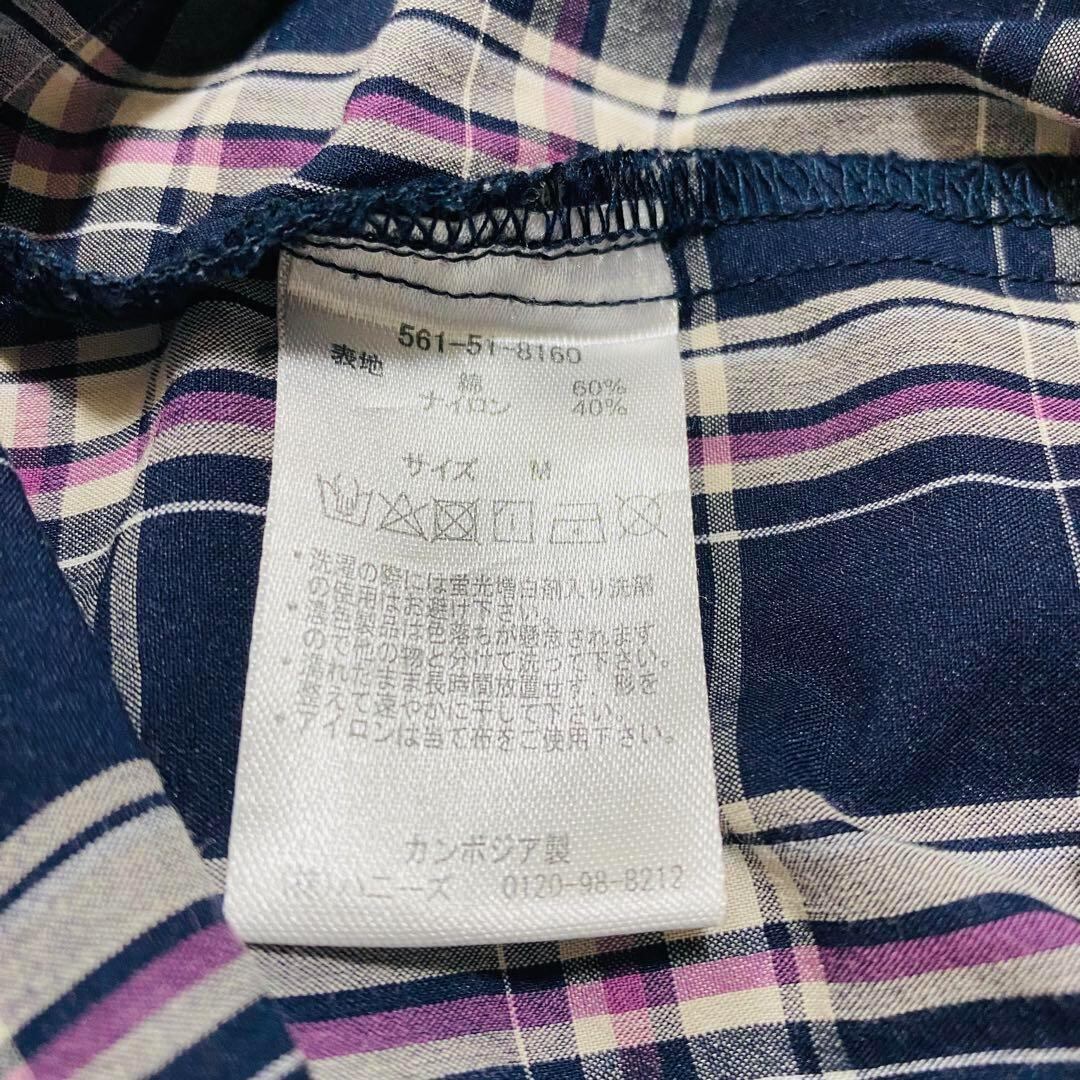 561-51-8160
表地 綿 60%
ナイロン 40%
サイズ M
・洗濯の際には蛍光増白剤入り洗剤
の使用はお避け下さい。
・濃色製品は色落ちが懸念されます
ので他の物と分けて洗って下さい。
・濡れたまま長時間放置せず、形を
整えて速やかに干して下さい。
・アイロンは当て布をご使用下さい。
カンボジア製
(株)ハニーズ 0120-98-8212